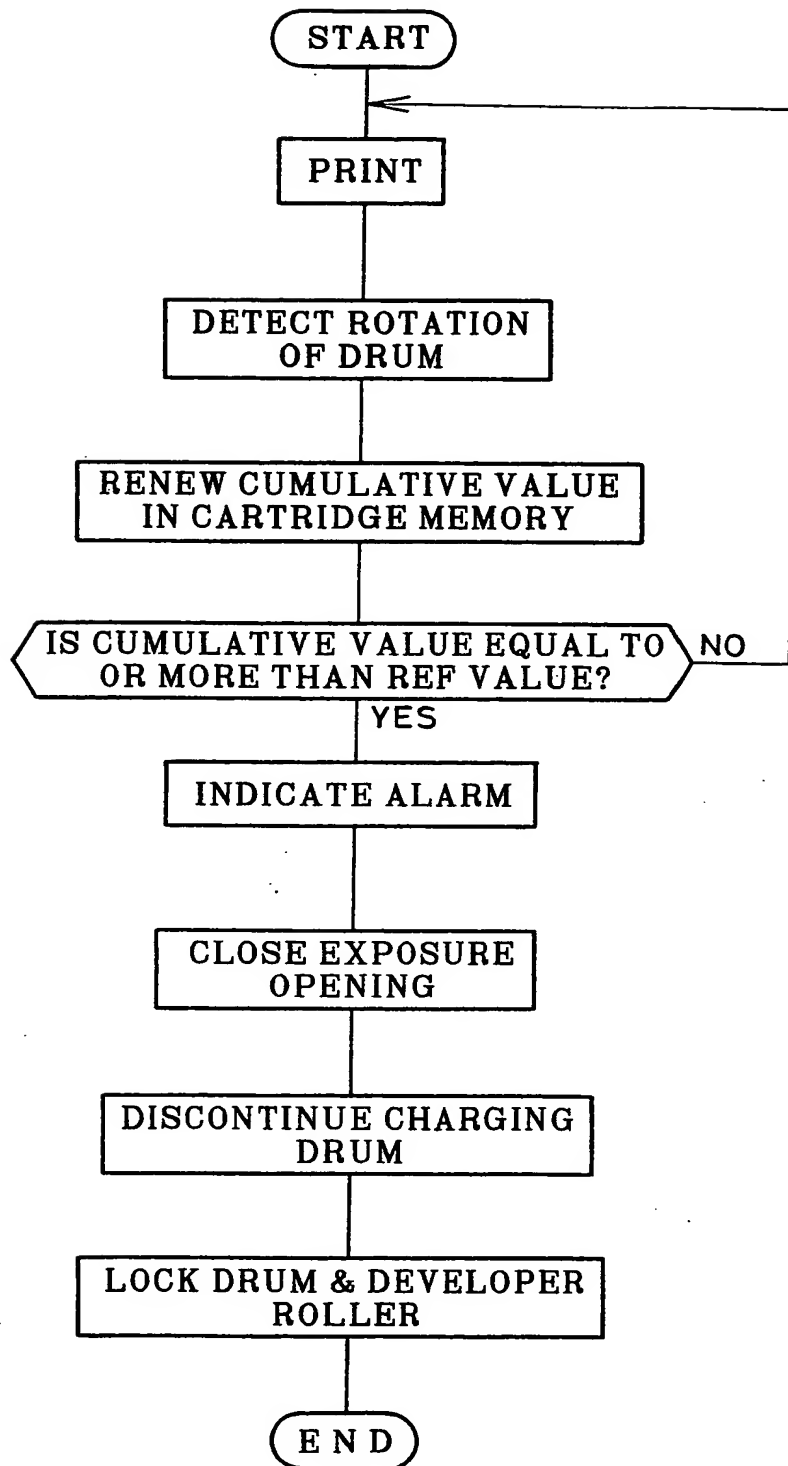 START
PRINT
DETECT ROTATION
OF DRUM
RENEW CUMULATIVE VALUE
IN CARTRIDGE MEMORY
IS CUMULATIVE VALUE EQUAL TO
OR MORE THAN REF VALUE?
NO
YES
INDICATE ALARM
CLOSE EXPOSURE
OPENING
DISCONTINUE CHARGING
DRUM
LOCK DRUM & DEVELOPER
ROLLER
END